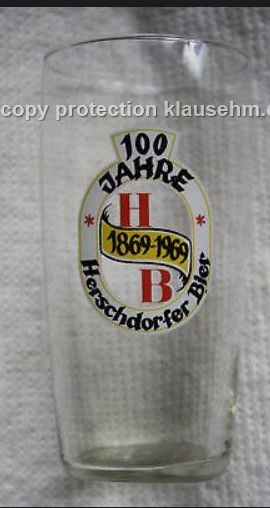 copy protection klausehm.
100
JAHRE
H
* 1869-1969 *
B
Herschdorfer Bier